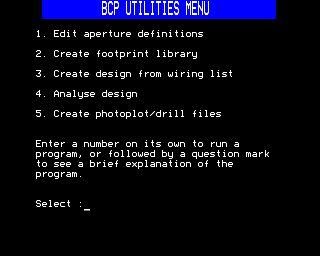 BCP UTILITIES MENU
1. Edit aperture definitions
2. Create footprint library
3. Create design from wiring list
4. Analyse design
5. Create photoplot/drill files
Enter a number on its own to run a
program, or followed by a question mark
to see a brief explanation of the
program.
Select :_